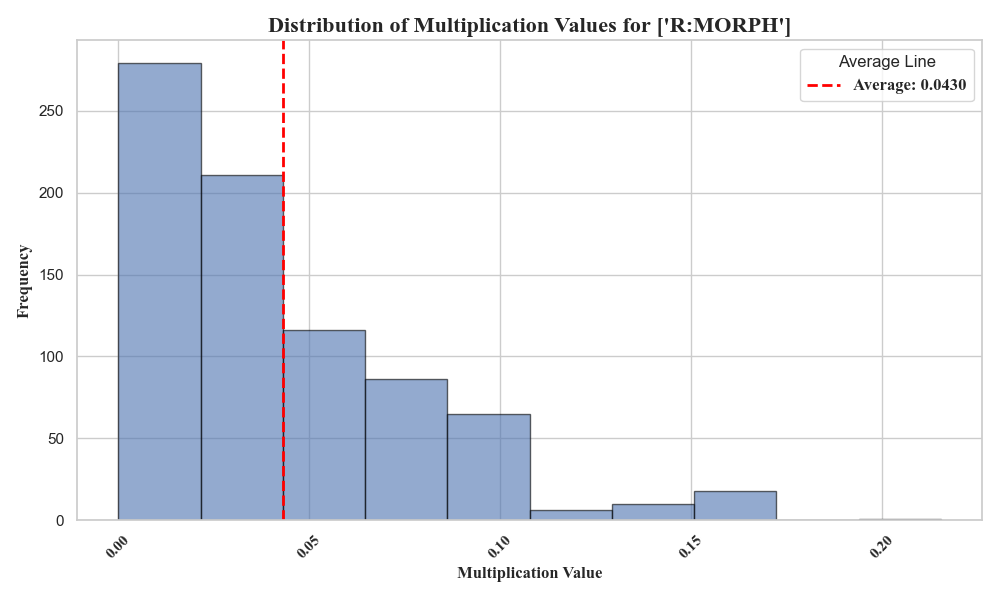 Distribution of Multiplication Values for ['R:MORPH']
Average Line
Average: 0.0430
Frequency
250
200
150
100
50
0
0.00
0.05
0.10
0.15
0.20
Multiplication Value